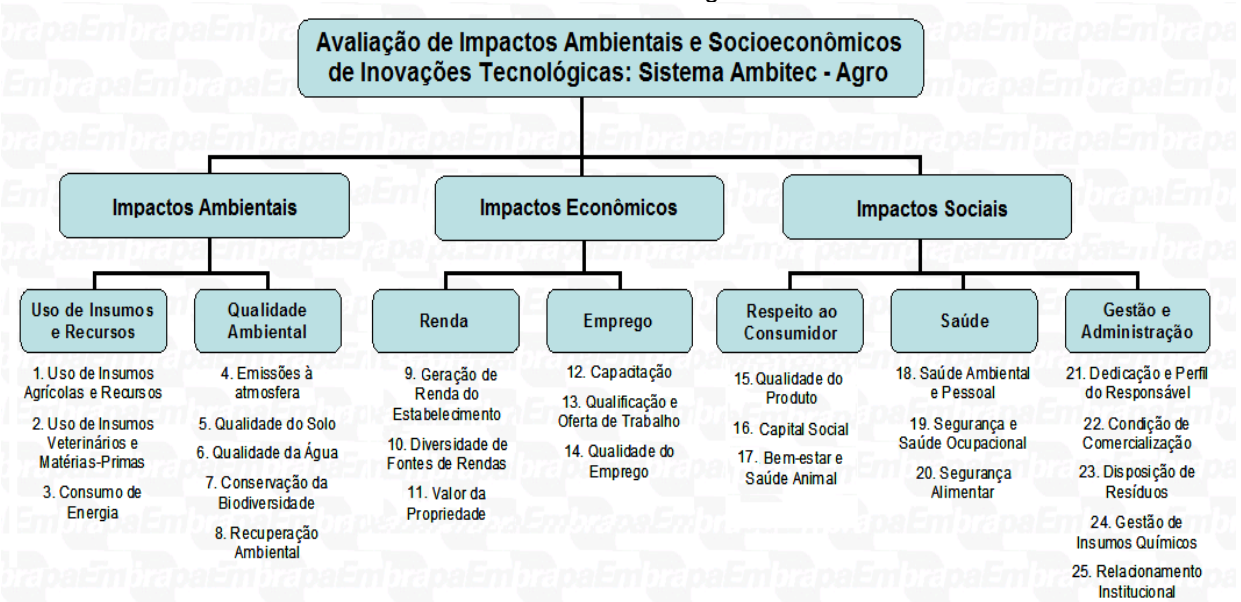 Avaliação de Impactos Ambientais e Socioeconômicos
de Inovações Tecnológicas: Sistema Ambitec - Agro
Impactos Ambientais
Impactos Econômicos
Impactos Sociais
Uso de Insumos
e Recursos
1. Uso de Insumos
Agrícolas e Recursos
2. Uso de Insumos
Veterinários e
Matérias-Primas
3. Consumo de
Energia
Qualidade
Ambiental
4. Emissões à
atmosfera
5. Qualidade do Solo
6. Qualidade da Água
7. Conservação da
Biodiversidade
8. Recuperação
Ambiental
Renda
9. Geração de
Renda do
Estabelecimento
10. Diversidade de
Fontes de Rendas
11. Valor da
Propriedade
Emprego
12. Capacitação
13. Qualificação e
Oferta de Trabalho
14. Qualidade do
Emprego
Respeito ao
Consumidor
15. Qualidade do
Produto
16. Capital Social
17. Bem-estar e
Saúde Animal
Saúde
18. Saúde Ambiental
e Pessoal
19. Segurança e
Saúde Ocupacional
20. Segurança
Alimentar
Gestão e
Administração
21. Dedicação e Perfil
do Responsável
22. Condição de
Comercialização
23. Disposição de
Resíduos
24. Gestão de
Insumos Químicos
25. Relacionamento
Institucional